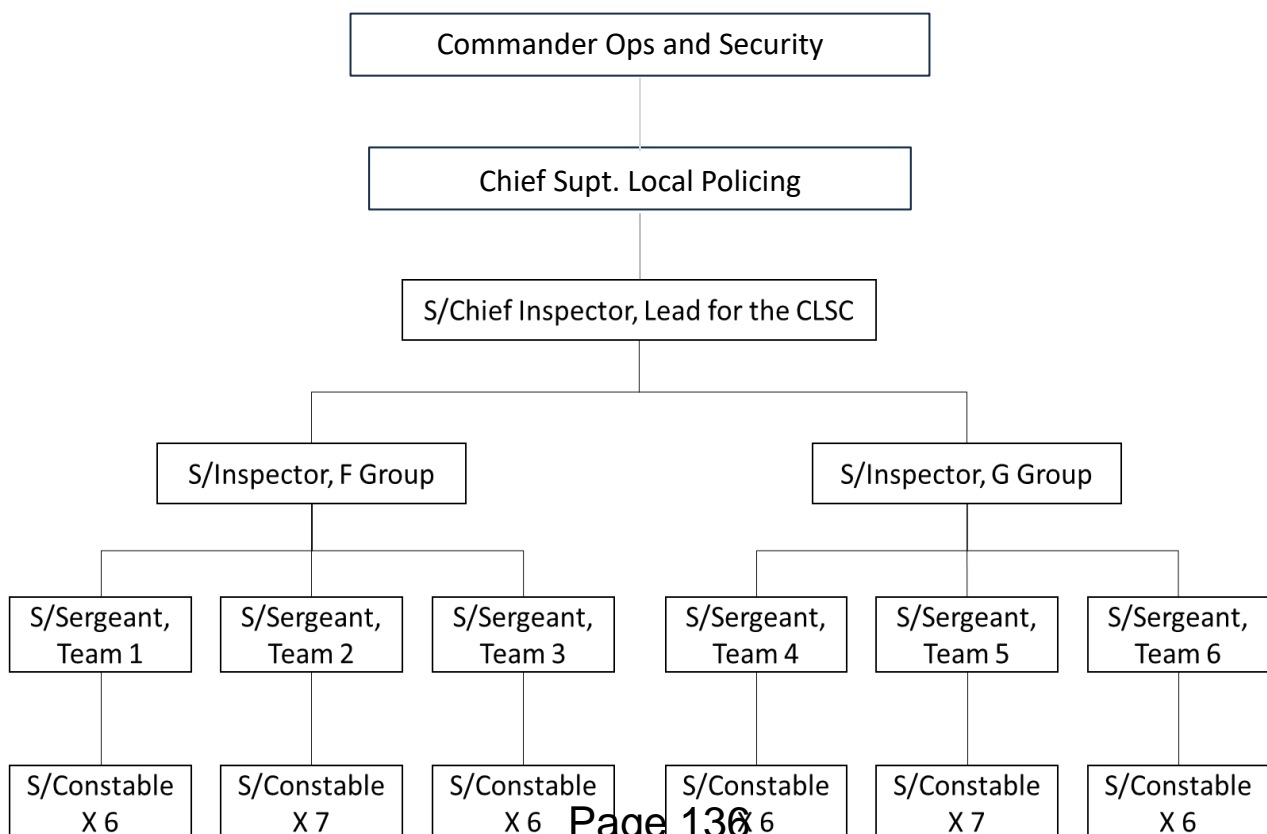 Commander Ops and Security
Chief Supt. Local Policing
S/Chief Inspector, Lead for the CLSC
S/Inspector, F Group
S/Inspector, G Group
S/Sergeant,
Team 1
S/Sergeant,
Team 2
S/Sergeant,
Team 3
S/Sergeant,
Team 4
S/Sergeant,
Team 5
S/Sergeant,
Team 6
S/Constable
X 6
S/Constable
X 7
S/Constable
X 6
S/Constable
X 6
S/Constable
X 7
S/Constable
X 6
Page 136